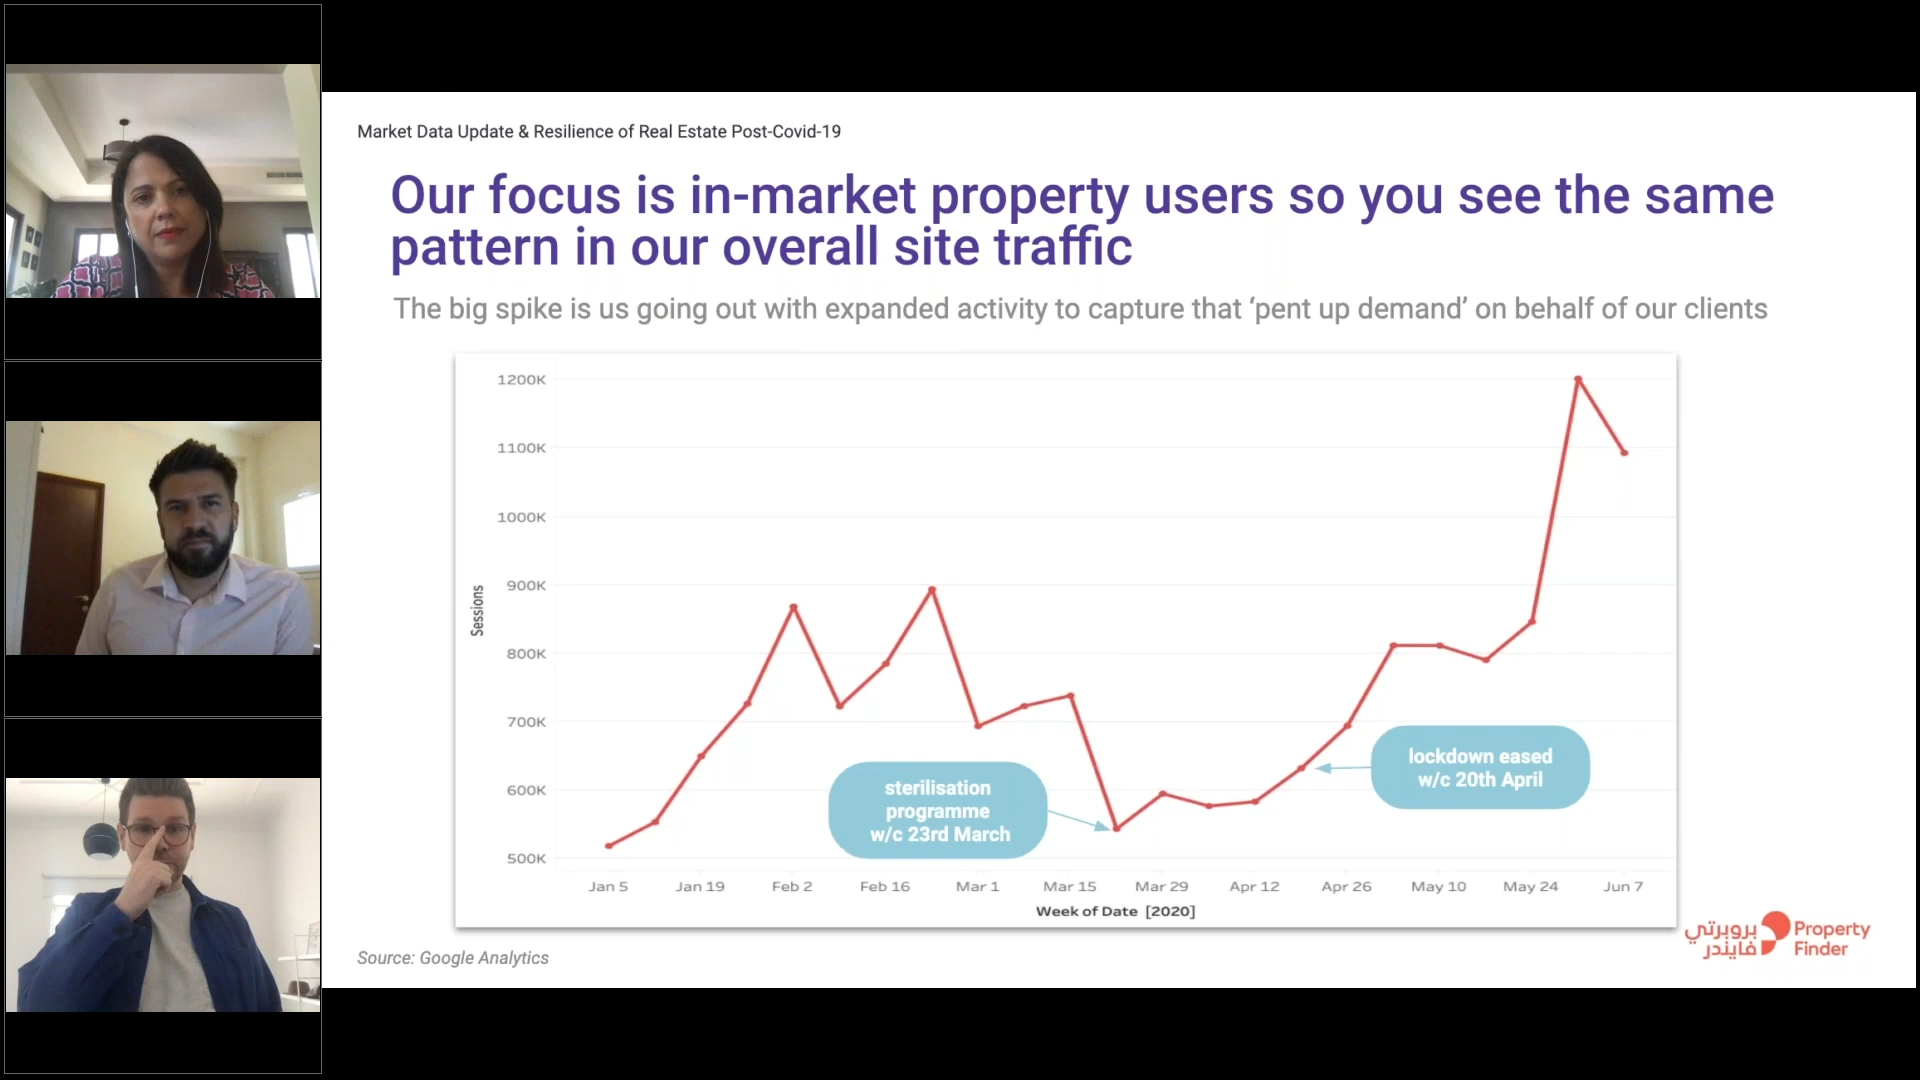 Market Data Update & Resilience of Real Estate Post-Covid-19
Our focus is in-market property users so you see the same
pattern in our overall site traffic
The big spike is us going out with expanded activity to capture that ‘pent up demand’ on behalf of our clients
1200K
1100K
1000K
900K
800K
700K
600K
500K
Sessions
sterilisation
programme
w/c 23rd March
lockdown eased
w/c 20th April
Jan 5 Jan 19 Feb 2 Feb 16 Mar 1 Mar 15 Mar 29 Apr 12 Apr 26 May 10 May 24 Jun 7
Week of Date [2020]
Source: Google Analytics
بروبرتي
فايندر
Property
Finder